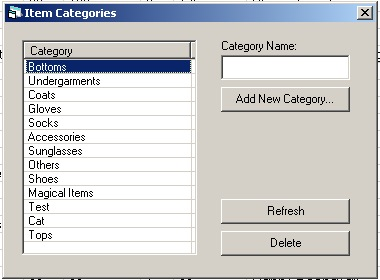 Item Categories
Category
Bottoms
Undergarments
Coats
Gloves
Socks
Accessories
Sunglasses
Others
Shoes
Magical Items
Test
Cat
Tops
Category Name:
Add New Category...
Refresh
Delete